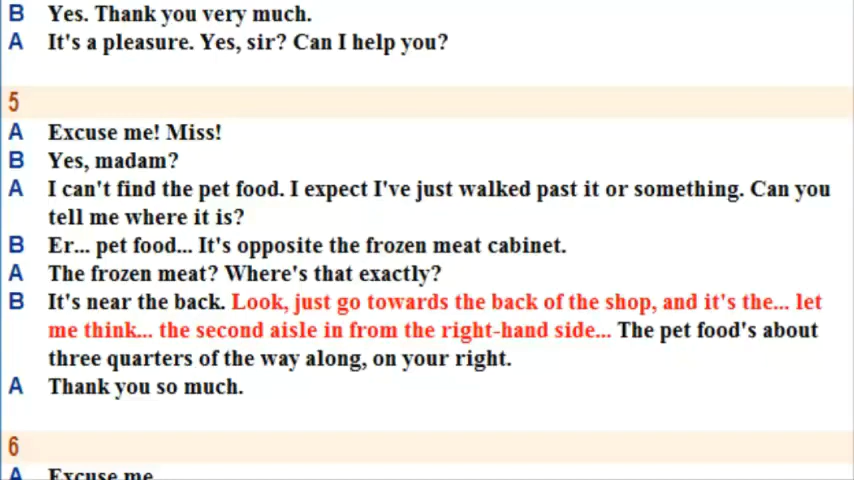 B Yes. Thank you very much.
A It's a pleasure. Yes, sir? Can I help you?
5
A Excuse me! Miss!
B Yes, madam?
A I can't find the pet food. I expect I've just walked past it or something. Can you
tell me where it is?
B Er... pet food... It's opposite the frozen meat cabinet.
A The frozen meat? Where's that exactly?
B It's near the back. Look, just go towards the back of the shop, and it's the... let
me think... the second aisle in from the right-hand side... The pet food's about
three quarters of the way along, on your right.
A Thank you so much.
6
A Excuse me